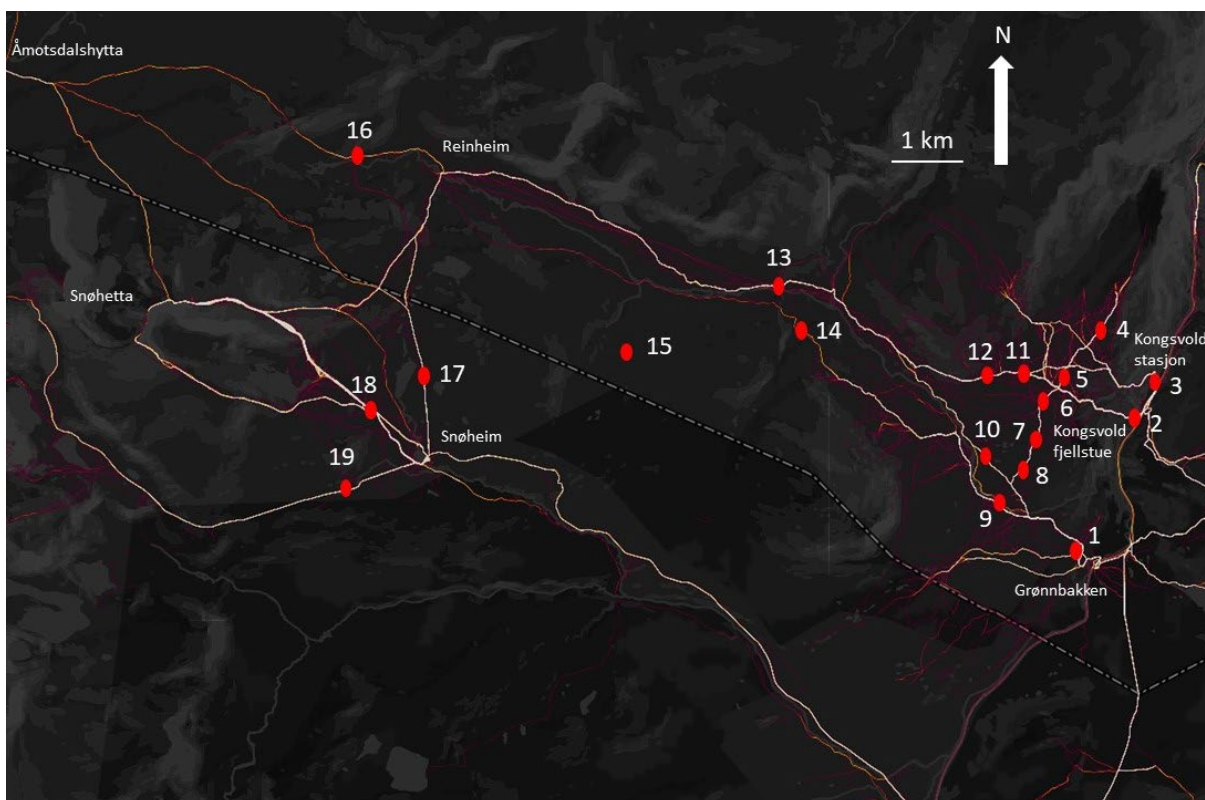 Åmotsdalshytta
N
16
Reinheim
1 km
13
Snøhetta
14
4
Kongsvold
stasjon
15
12
11
5
3
17
6
18
2
7
Kongsvold
fjellstue
Snøheim
10
8
19
9
1
Grønnbakken